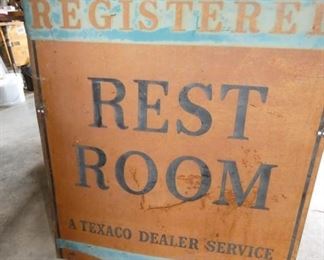 REGISTERED
REST
ROOM
A TEXACO DEALER SERVICE